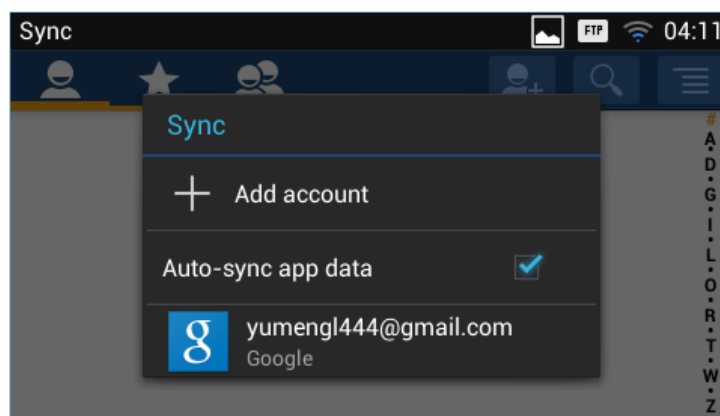 Sync
FTP
04:11
Sync
Add account
Auto-sync app data
yumengl444@gmail.com
Google
g
#
A
D
G
I
L
O
R
T
W
Z